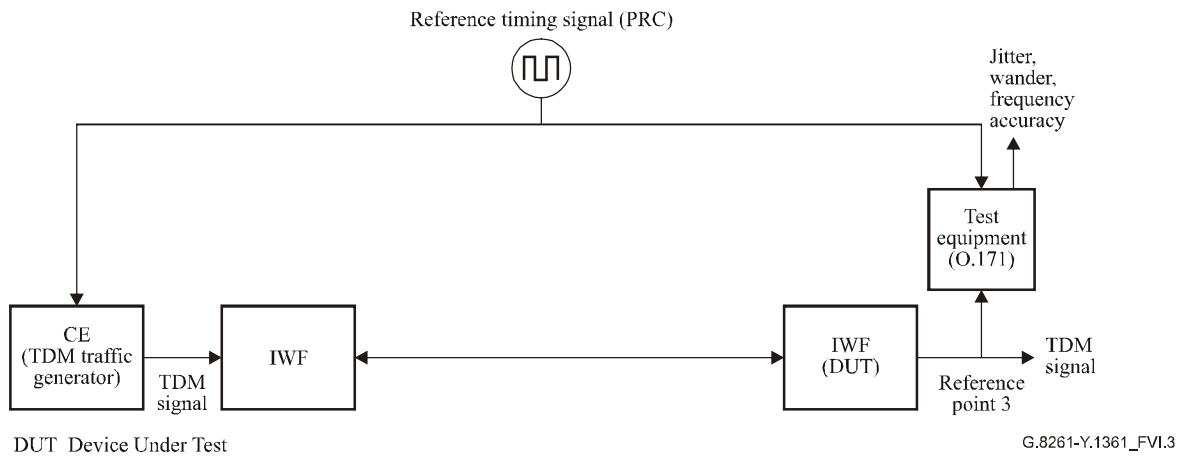 Reference timing signal (PRC)
Jitter,
wander,
frequency
accuracy
Test
equipment
(O.171)
CE
(TDM traffic
generator)
TDM
signal
IWF
IWF
(DUT)
Reference
point 3
TDM
signal
DUT Device Under Test
G.8261-Y.1361_FVI.3